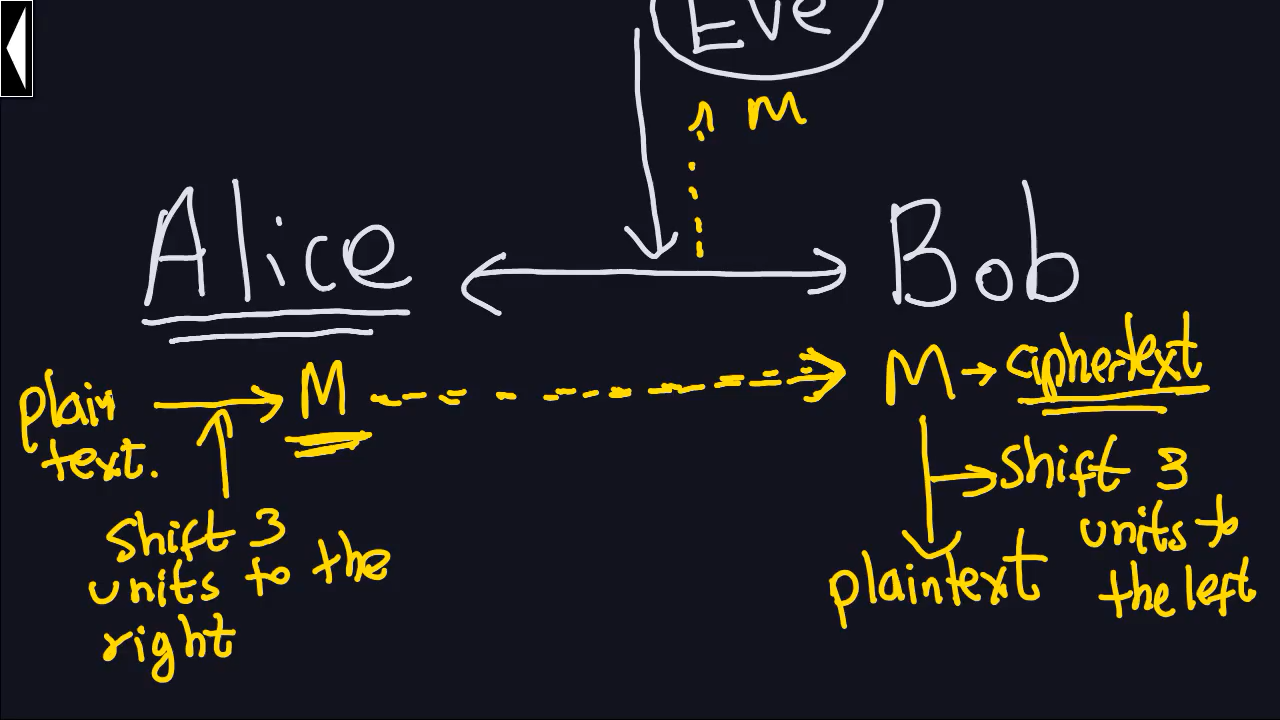 Eve
M
Alice
Bob
plain
text.
M
M → ciphertext
shift 3
units to the
right
shift 3
units to
the left
plaintext